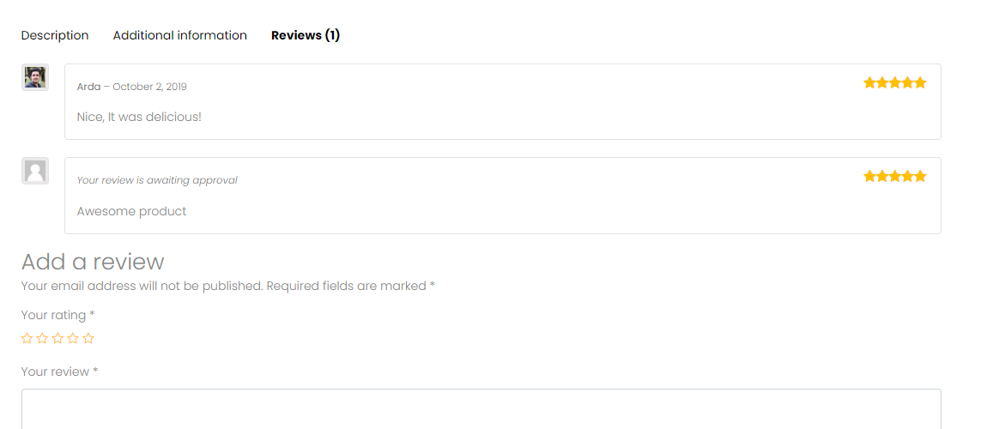 Description Additional information Reviews (1)
Arda – October 2, 2019
Nice, It was delicious!
Your review is awaiting approval
Awesome product
Add a review
Your email address will not be published. Required fields are marked *
Your rating *
Your review *